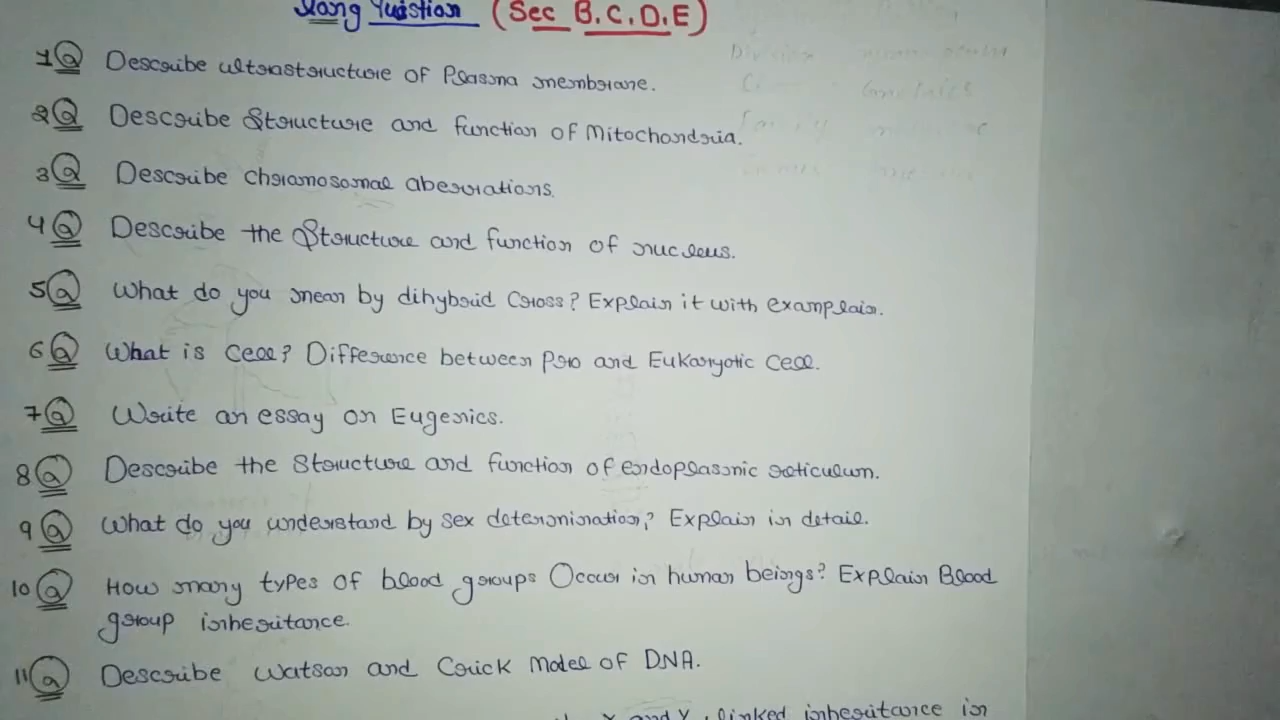 Long Question (Sec B.C.D.E)
1Q Describe ultrastructure of Plasma membrane.
2Q Describe Structure and function of Mitochondria.
3Q Describe chromosomal aberrations.
4Q Describe the Structure and function of nucleus.
5Q What do you mean by dihybrid Cross? Explain it with examplain.
6Q What is Cell? Difference between Pro and Eukaryotic Cell.
7Q Write an essay on Eugenics.
8Q Describe the Structure and function of endoplasmic reticulum.
9Q What do you understand by sex determination? Explain in detail.
10Q How many types of blood groups Occur in human beings? Explain Blood
group inheritance.
11Q Describe Watson and Crick Model of DNA.
X and Y linked inheritance in